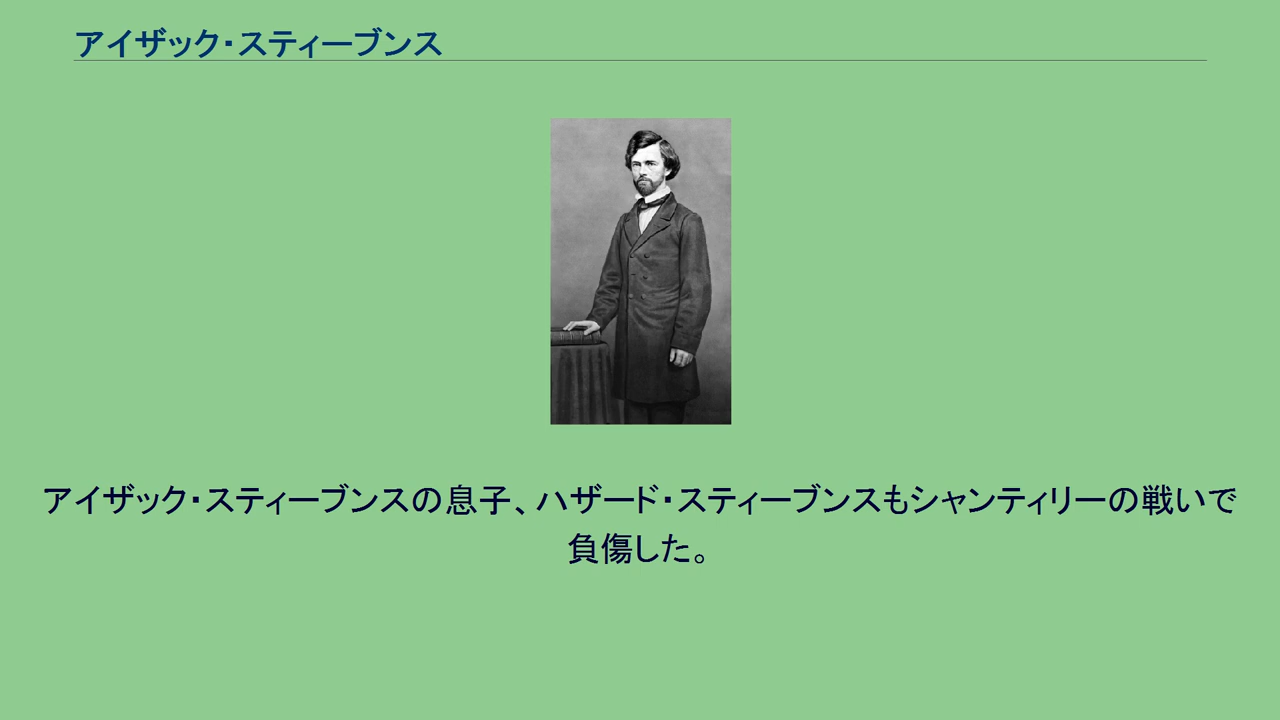 アイザック・スティーブンス
アイザック・スティーブンスの息子、ハザード・スティーブンスもシャンティリーの戦いで
負傷した。